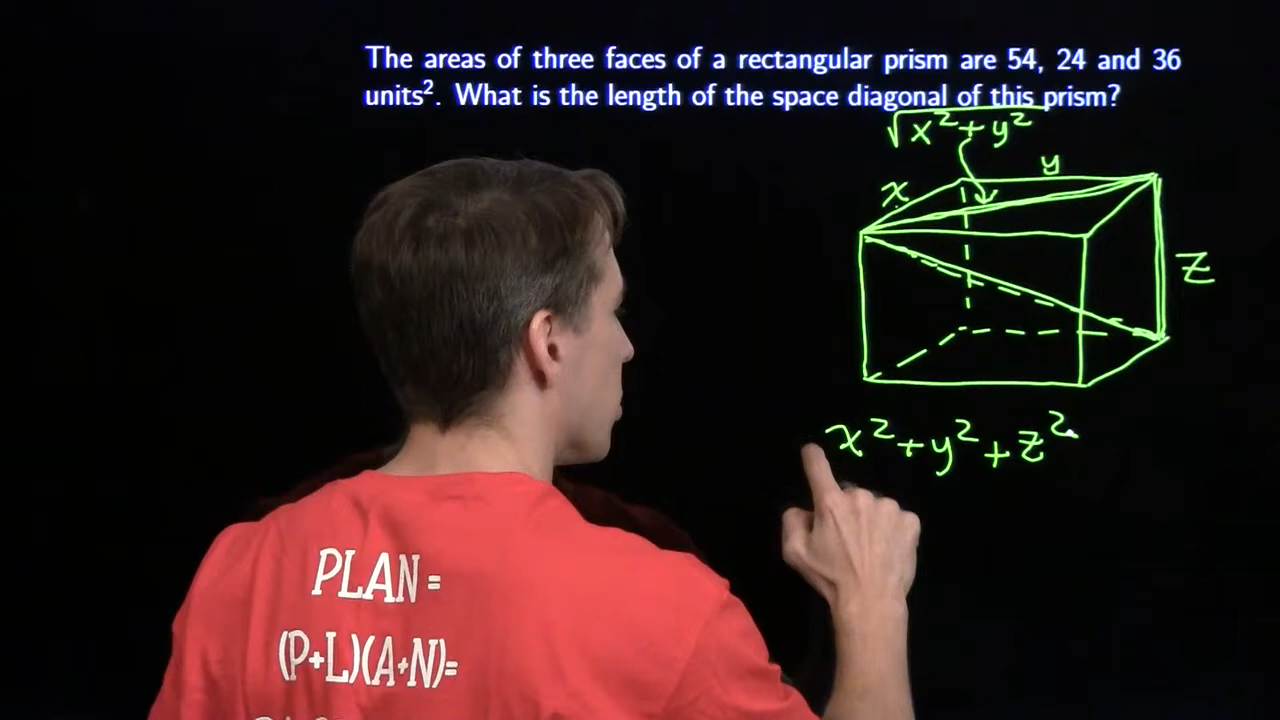 The areas of three faces of a rectangular prism are 54, 24 and 36
units². What is the length of the space diagonal of this prism?
√x² + y²
y
x
z
x² + y² + z²
PLAN =
(P+L)(A+N)=